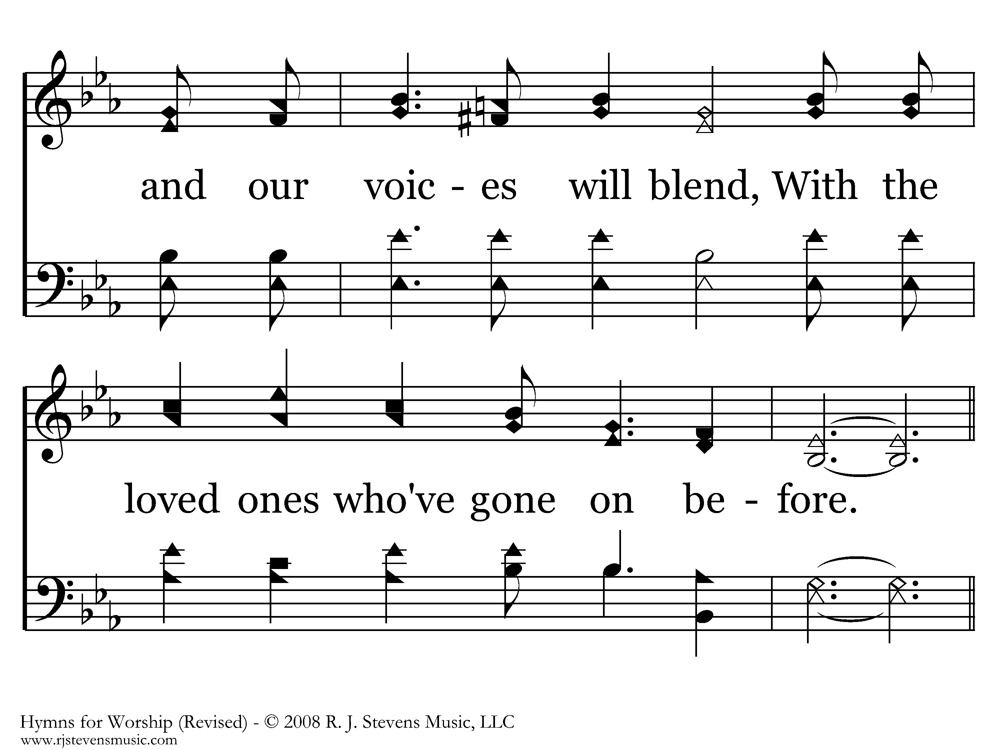 and our voic - es will blend, With the
loved ones who've gone on be - fore.
Hymns for Worship (Revised) - © 2008 R. J. Stevens Music, LLC
www.rjstevensmusic.com